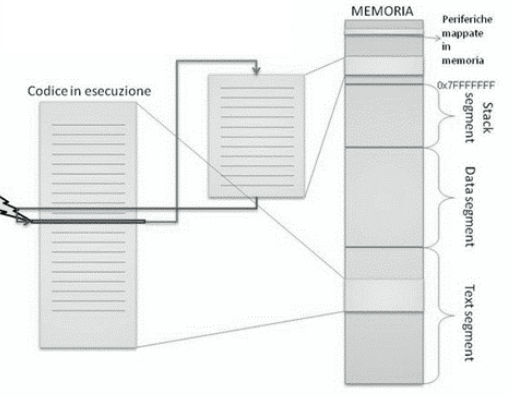 MEMORIA
Periferiche
mappate
in
memoria
Codice in esecuzione
0x7FFFFFFF
Stack
segment
Data segment
Text segment